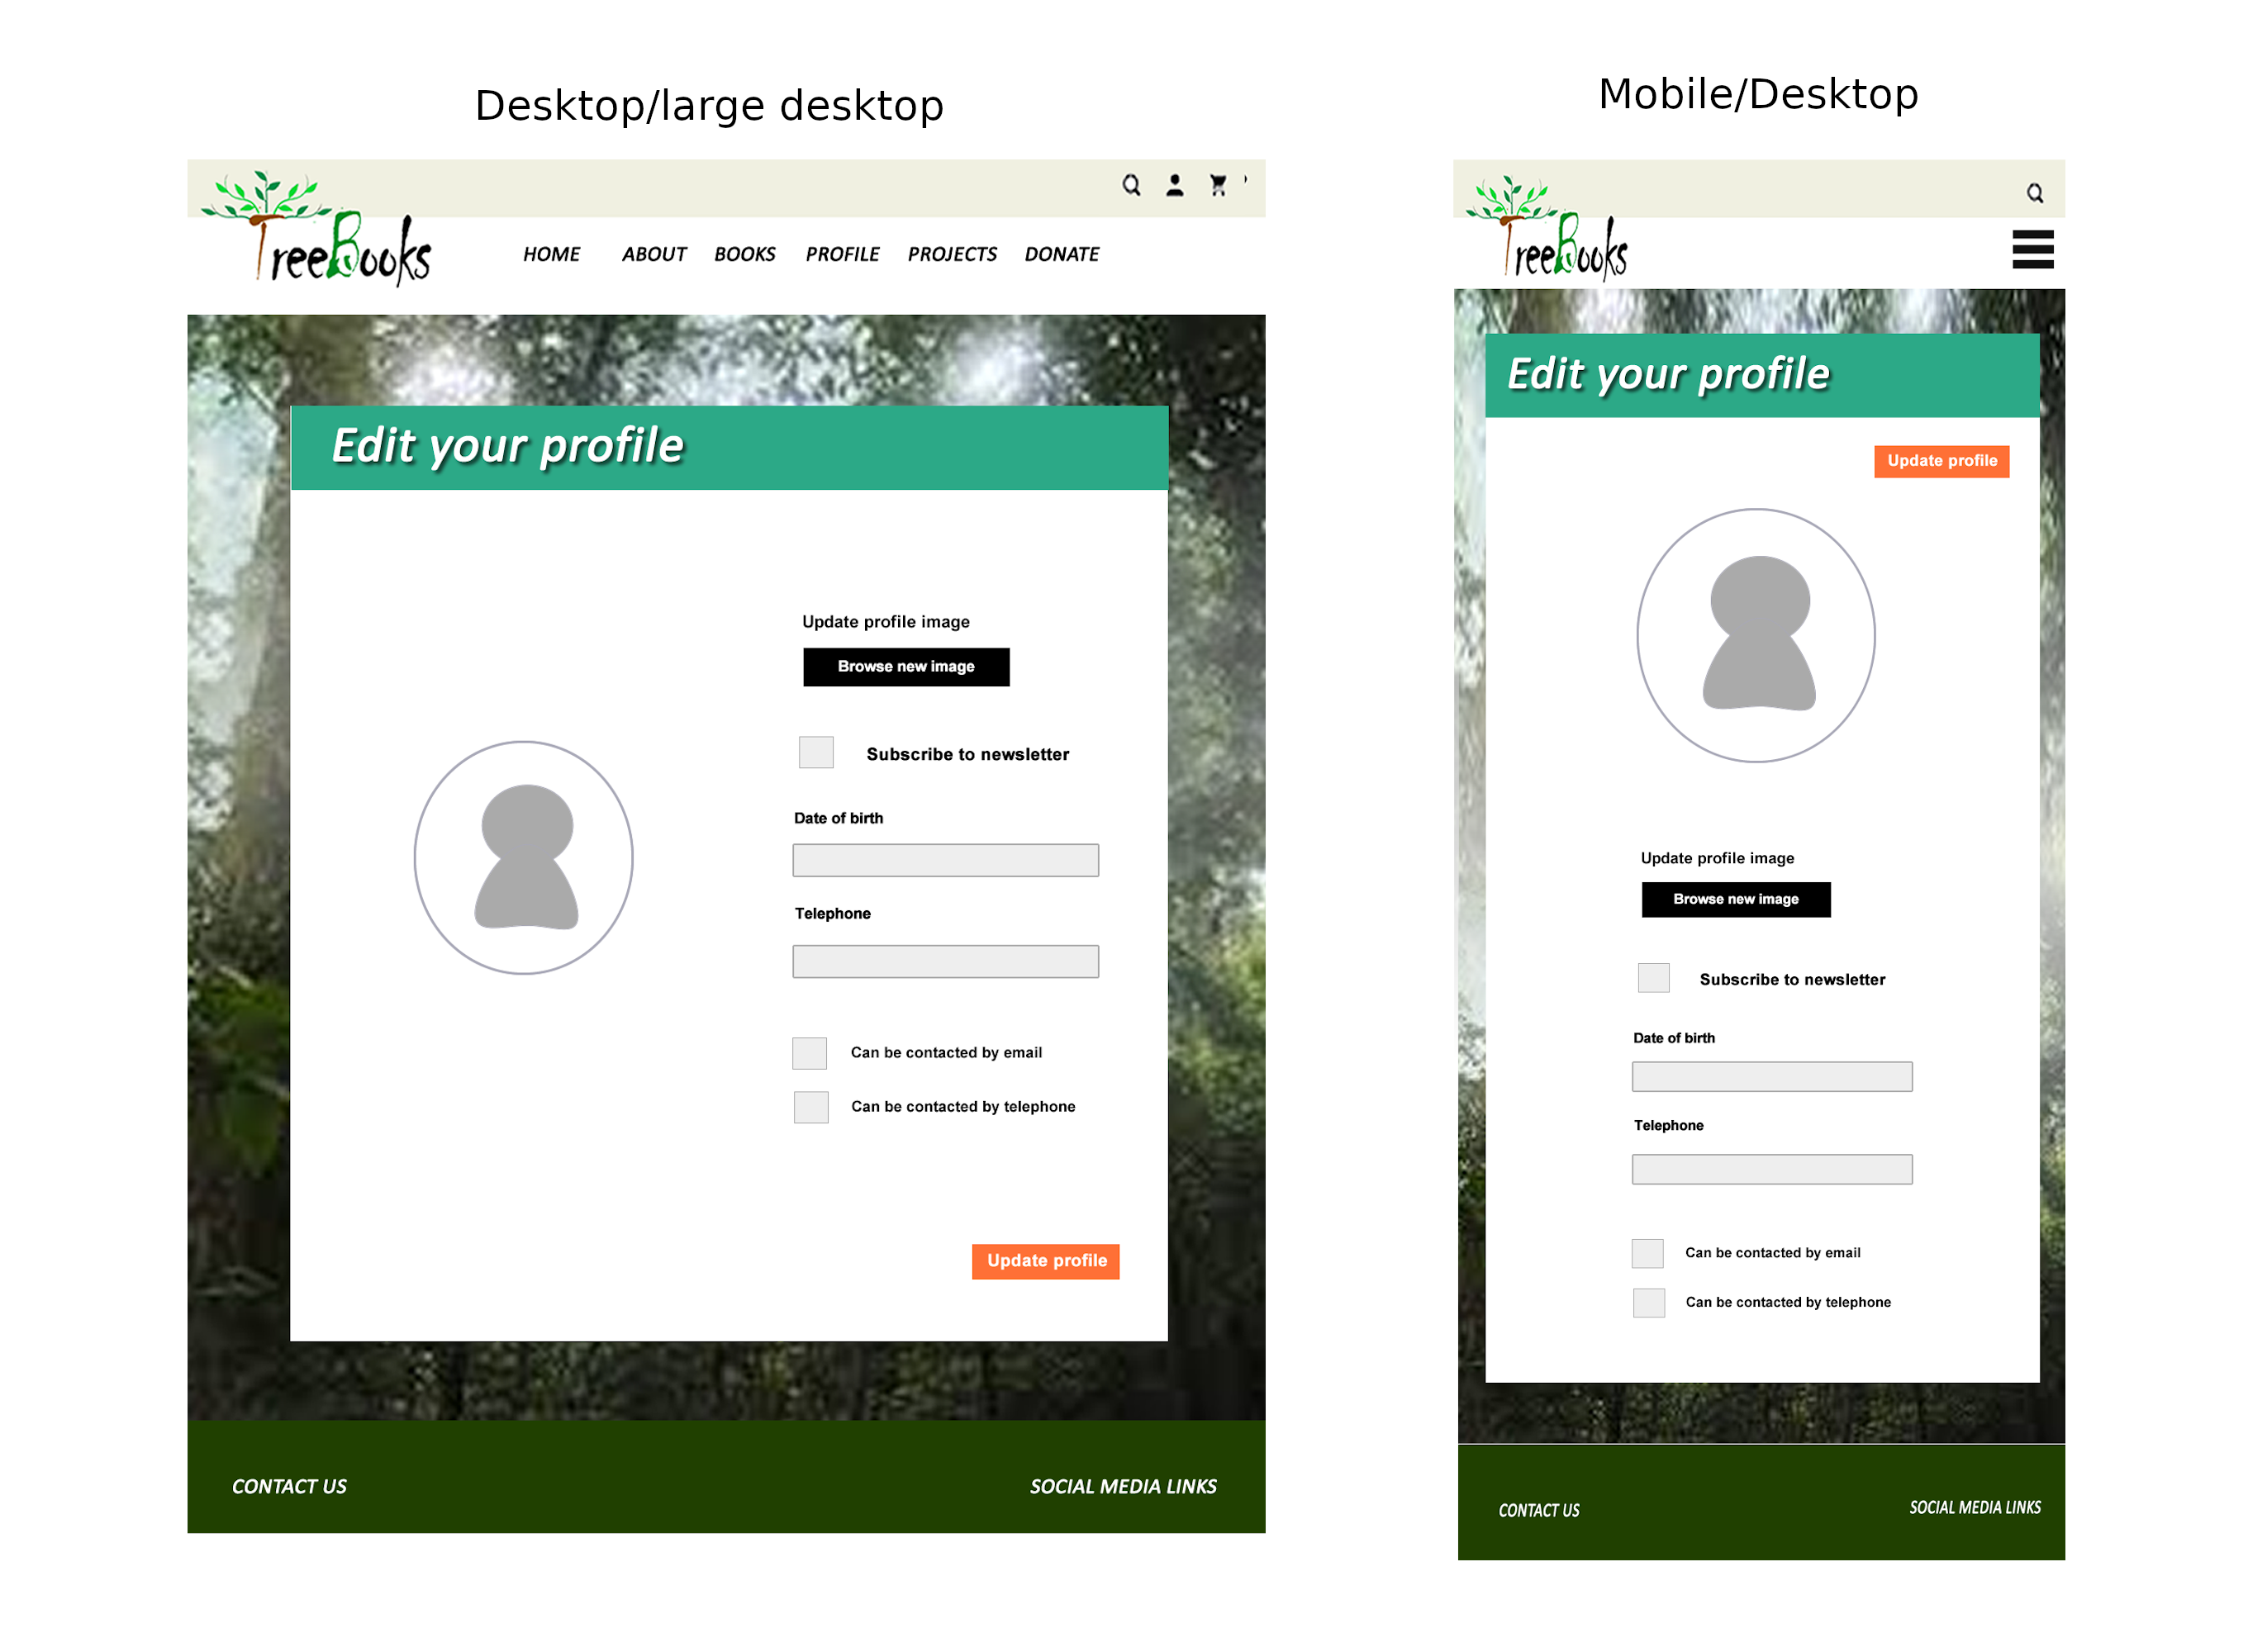 Desktop/large desktop
TreeBooks
HOME ABOUT BOOKS PROFILE PROJECTS DONATE
Edit your profile
Update profile image
Browse new image
Subscribe to newsletter
Date of birth
Telephone
Can be contacted by email
Can be contacted by telephone
Update profile
CONTACT US SOCIAL MEDIA LINKS
Mobile/Desktop
TreeBooks
Edit your profile
Update profile
Update profile image
Browse new image
Subscribe to newsletter
Date of birth
Telephone
Can be contacted by email
Can be contacted by telephone
CONTACT US SOCIAL MEDIA LINKS